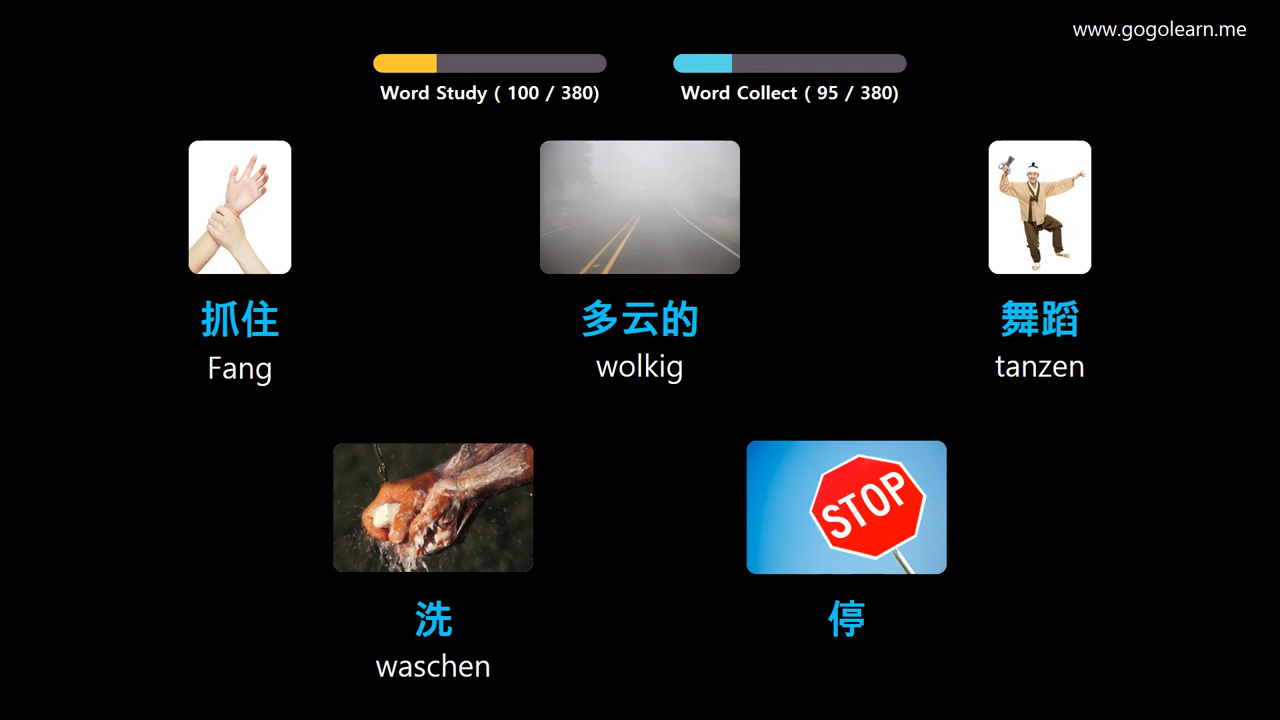 www.gogolearn.me
Word Study ( 100 / 380)
Word Collect ( 95 / 380)
抓住
Fang
多云的
wolkig
舞蹈
tanzen
STOP
洗
waschen
停